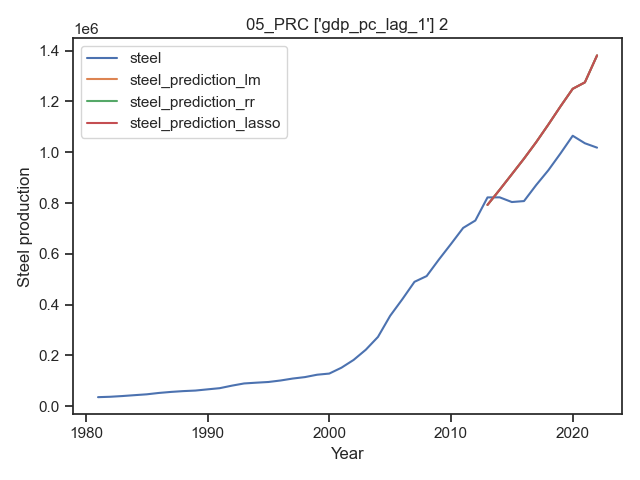 05_PRC ['gdp_pc_lag_1'] 2
1e6
steel
steel_prediction_lm
steel_prediction_rr
steel_prediction_lasso
1.4
1.2
1.0
0.8
0.6
0.4
0.2
0.0
Steel production
1980
1990
2000
2010
2020
Year